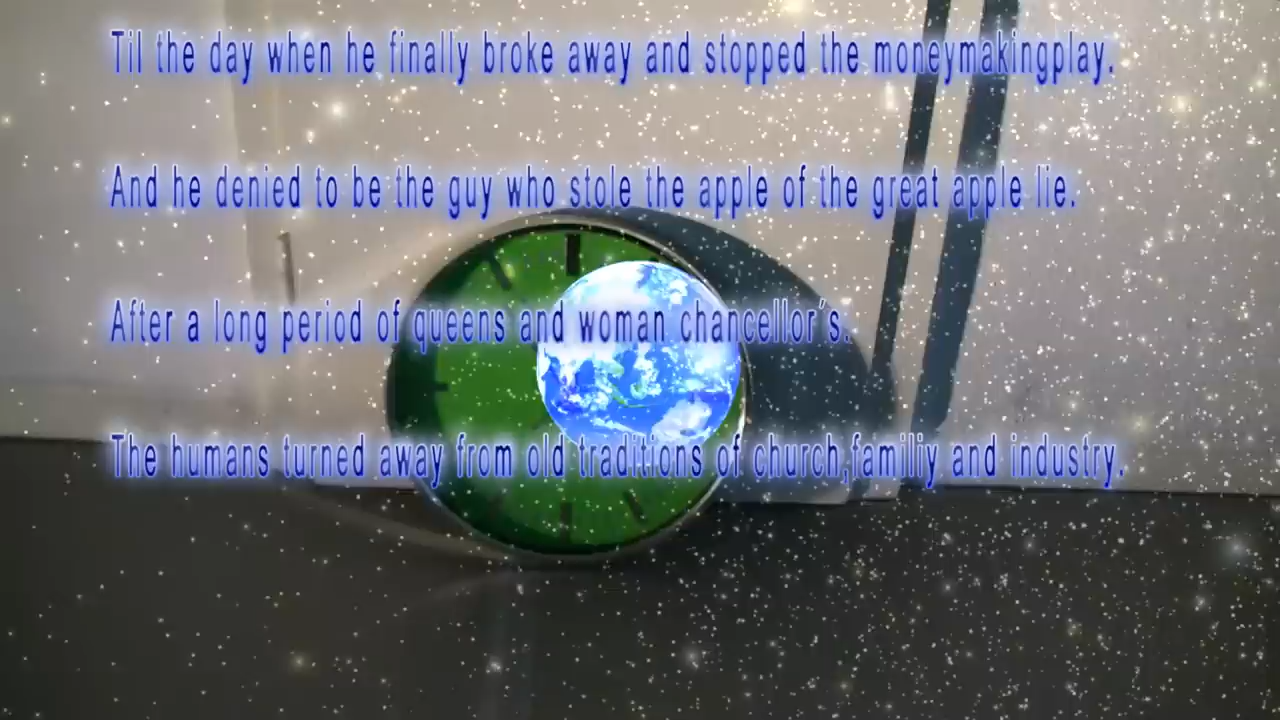 Til the day when he finally broke away and stopped the moneymakingplay.
And he denied to be the guy who stole the apple of the great apple lie.
After a long period of queens and woman chancellor´s.
The humans turned away from old traditions of church,familiy and industry.